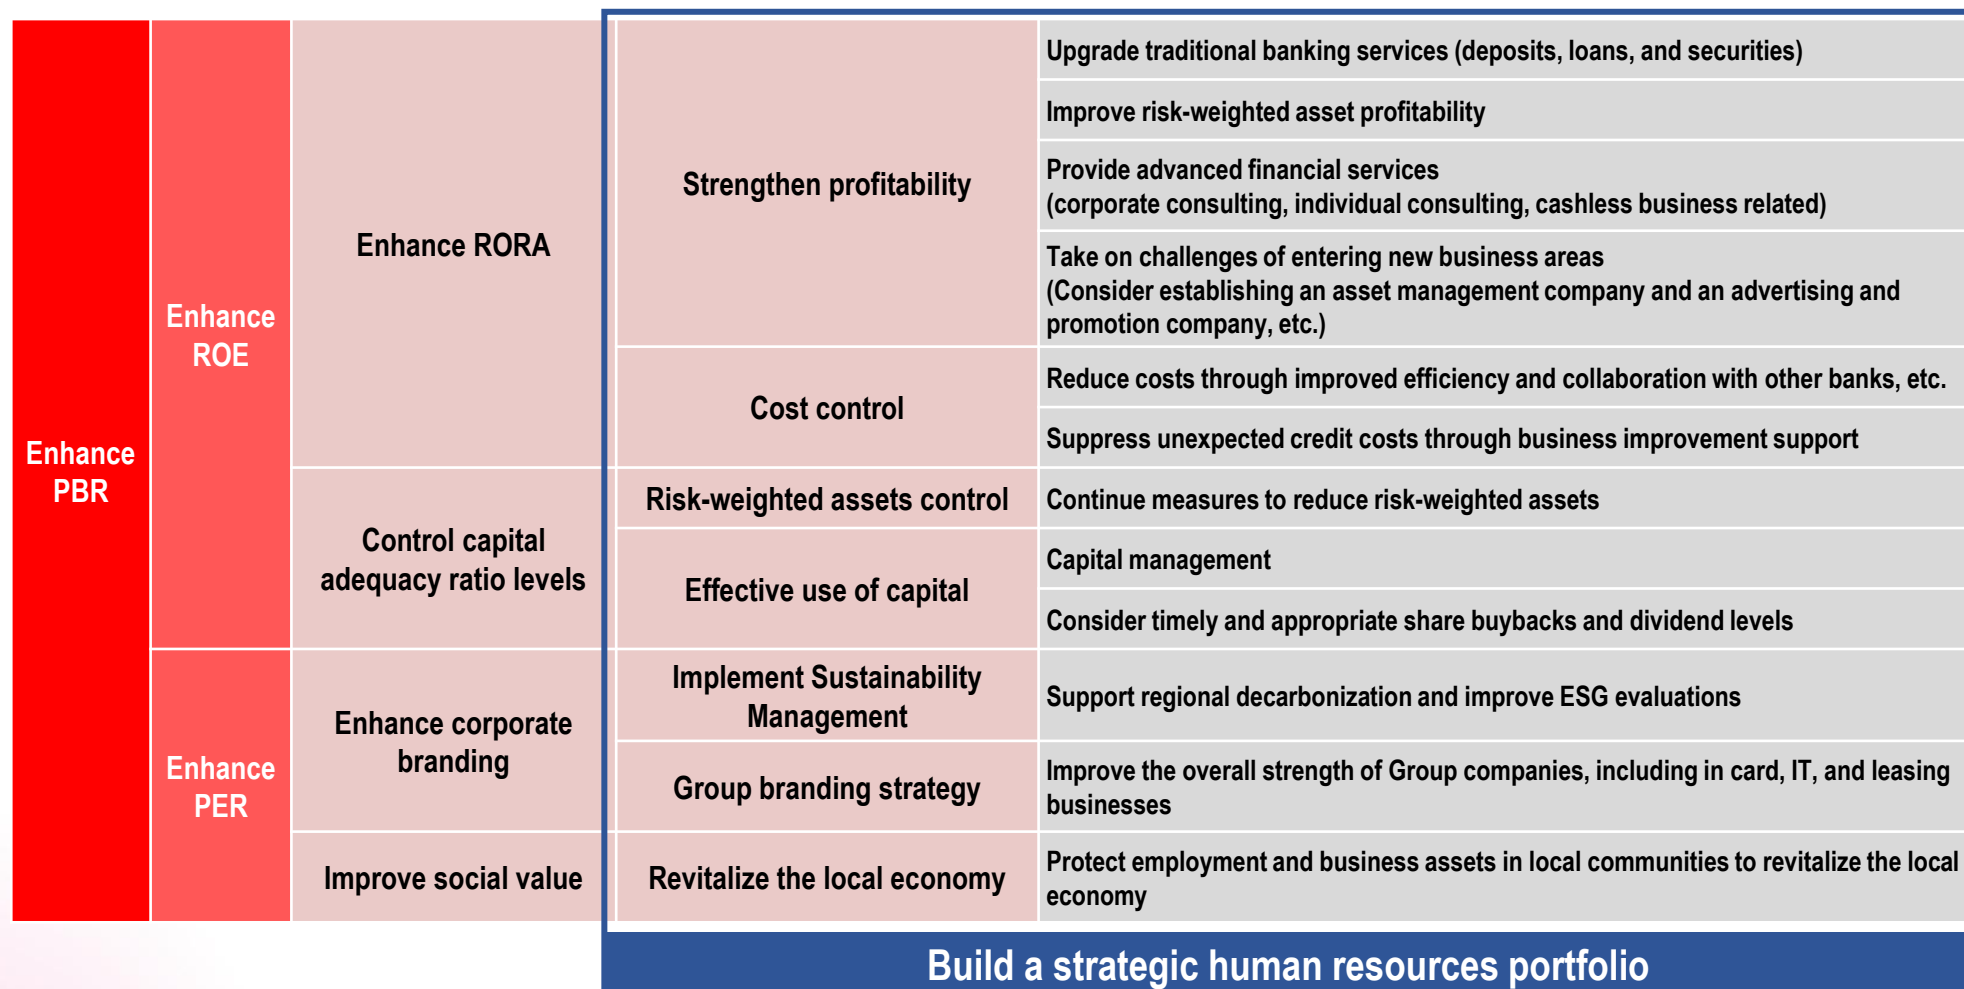 Enhance
PBR
Enhance
ROE
Enhance RORA
Strengthen profitability
Upgrade traditional banking services (deposits, loans, and securities)
Improve risk-weighted asset profitability
Provide advanced financial services
(corporate consulting, individual consulting, cashless business related)
Take on challenges of entering new business areas
(Consider establishing an asset management company and an advertising and
promotion company, etc.)
Cost control
Reduce costs through improved efficiency and collaboration with other banks, etc.
Suppress unexpected credit costs through business improvement support
Control capital
adequacy ratio levels
Risk-weighted assets control
Continue measures to reduce risk-weighted assets
Effective use of capital
Capital management
Consider timely and appropriate share buybacks and dividend levels
Enhance
PER
Enhance corporate
branding
Implement Sustainability
Management
Support regional decarbonization and improve ESG evaluations
Group branding strategy
Improve the overall strength of Group companies, including in card, IT, and leasing
businesses
Improve social value
Revitalize the local economy
Protect employment and business assets in local communities to revitalize the local
economy
Build a strategic human resources portfolio